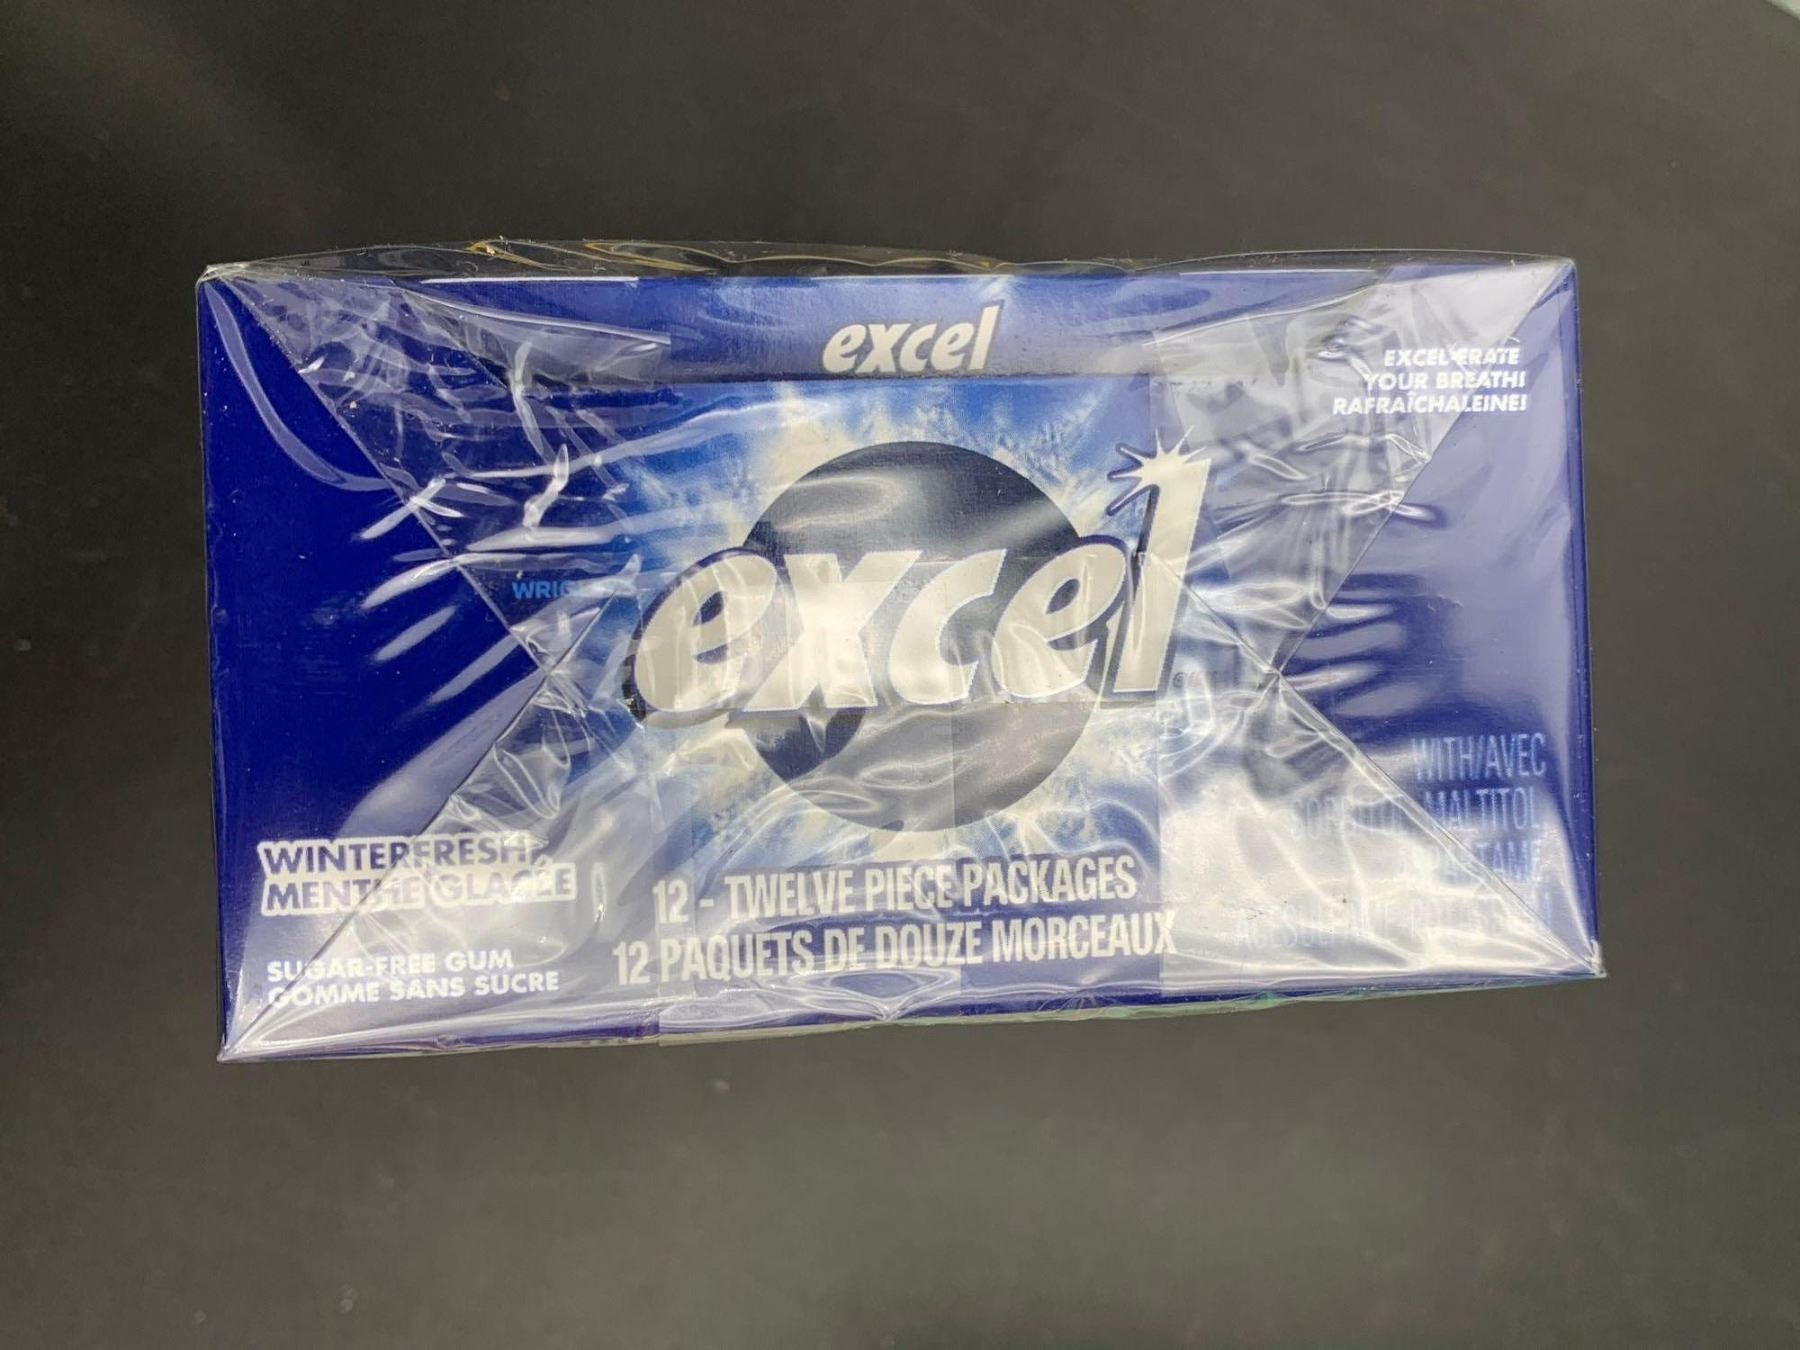 excel
EXCEL-ERATE
YOUR BREATH!
RAFRAÎCHALEINE!
excel
WITH/AVEC
MALTITOL
WINTERFRESH
MENTHE GLACÉE
12 - TWELVE PIECE PACKAGES
12 PAQUETS DE DOUZE MORCEAUX
SUGAR-FREE GUM
GOMME SANS SUCRE